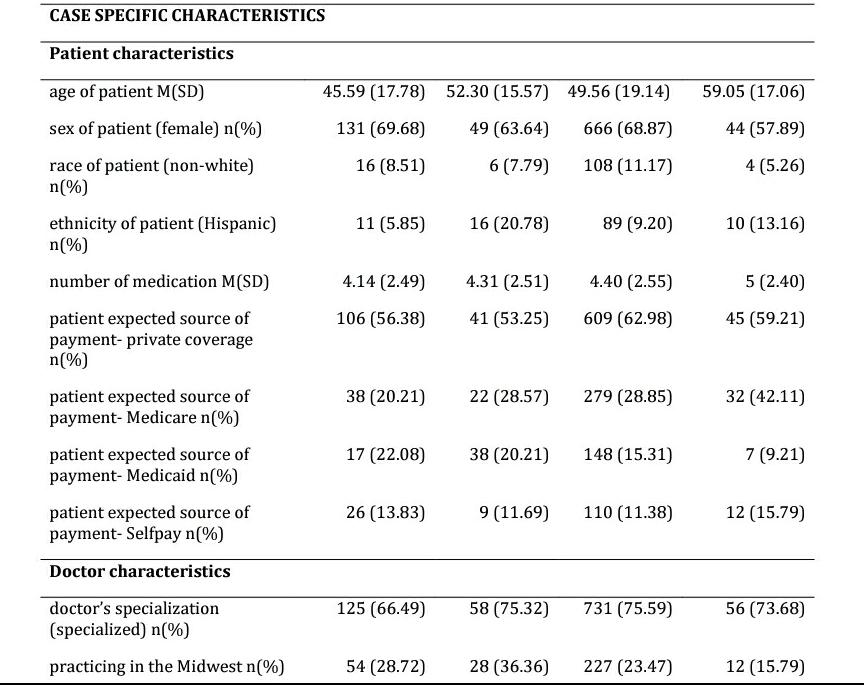 CASE SPECIFIC CHARACTERISTICS
Patient characteristics
age of patient M(SD) 45.59 (17.78) 52.30 (15.57) 49.56 (19.14) 59.05 (17.06)
sex of patient (female) n(%) 131 (69.68) 49 (63.64) 666 (68.87) 44 (57.89)
race of patient (non-white) 16 (8.51) 6 (7.79) 108 (11.17) 4 (5.26)
n(%)
ethnicity of patient (Hispanic) 11 (5.85) 16 (20.78) 89 (9.20) 10 (13.16)
n(%)
number of medication M(SD) 4.14 (2.49) 4.31 (2.51) 4.40 (2.55) 5 (2.40)
patient expected source of 106 (56.38) 41 (53.25) 609 (62.98) 45 (59.21)
payment- private coverage
n(%)
patient expected source of 38 (20.21) 22 (28.57) 279 (28.85) 32 (42.11)
payment- Medicare n(%)
patient expected source of 17 (22.08) 38 (20.21) 148 (15.31) 7 (9.21)
payment- Medicaid n(%)
patient expected source of 26 (13.83) 9 (11.69) 110 (11.38) 12 (15.79)
payment- Selfpay n(%)
Doctor characteristics
doctor’s specialization 125 (66.49) 58 (75.32) 731 (75.59) 56 (73.68)
(specialized) n(%)
practicing in the Midwest n(%) 54 (28.72) 28 (36.36) 227 (23.47) 12 (15.79)